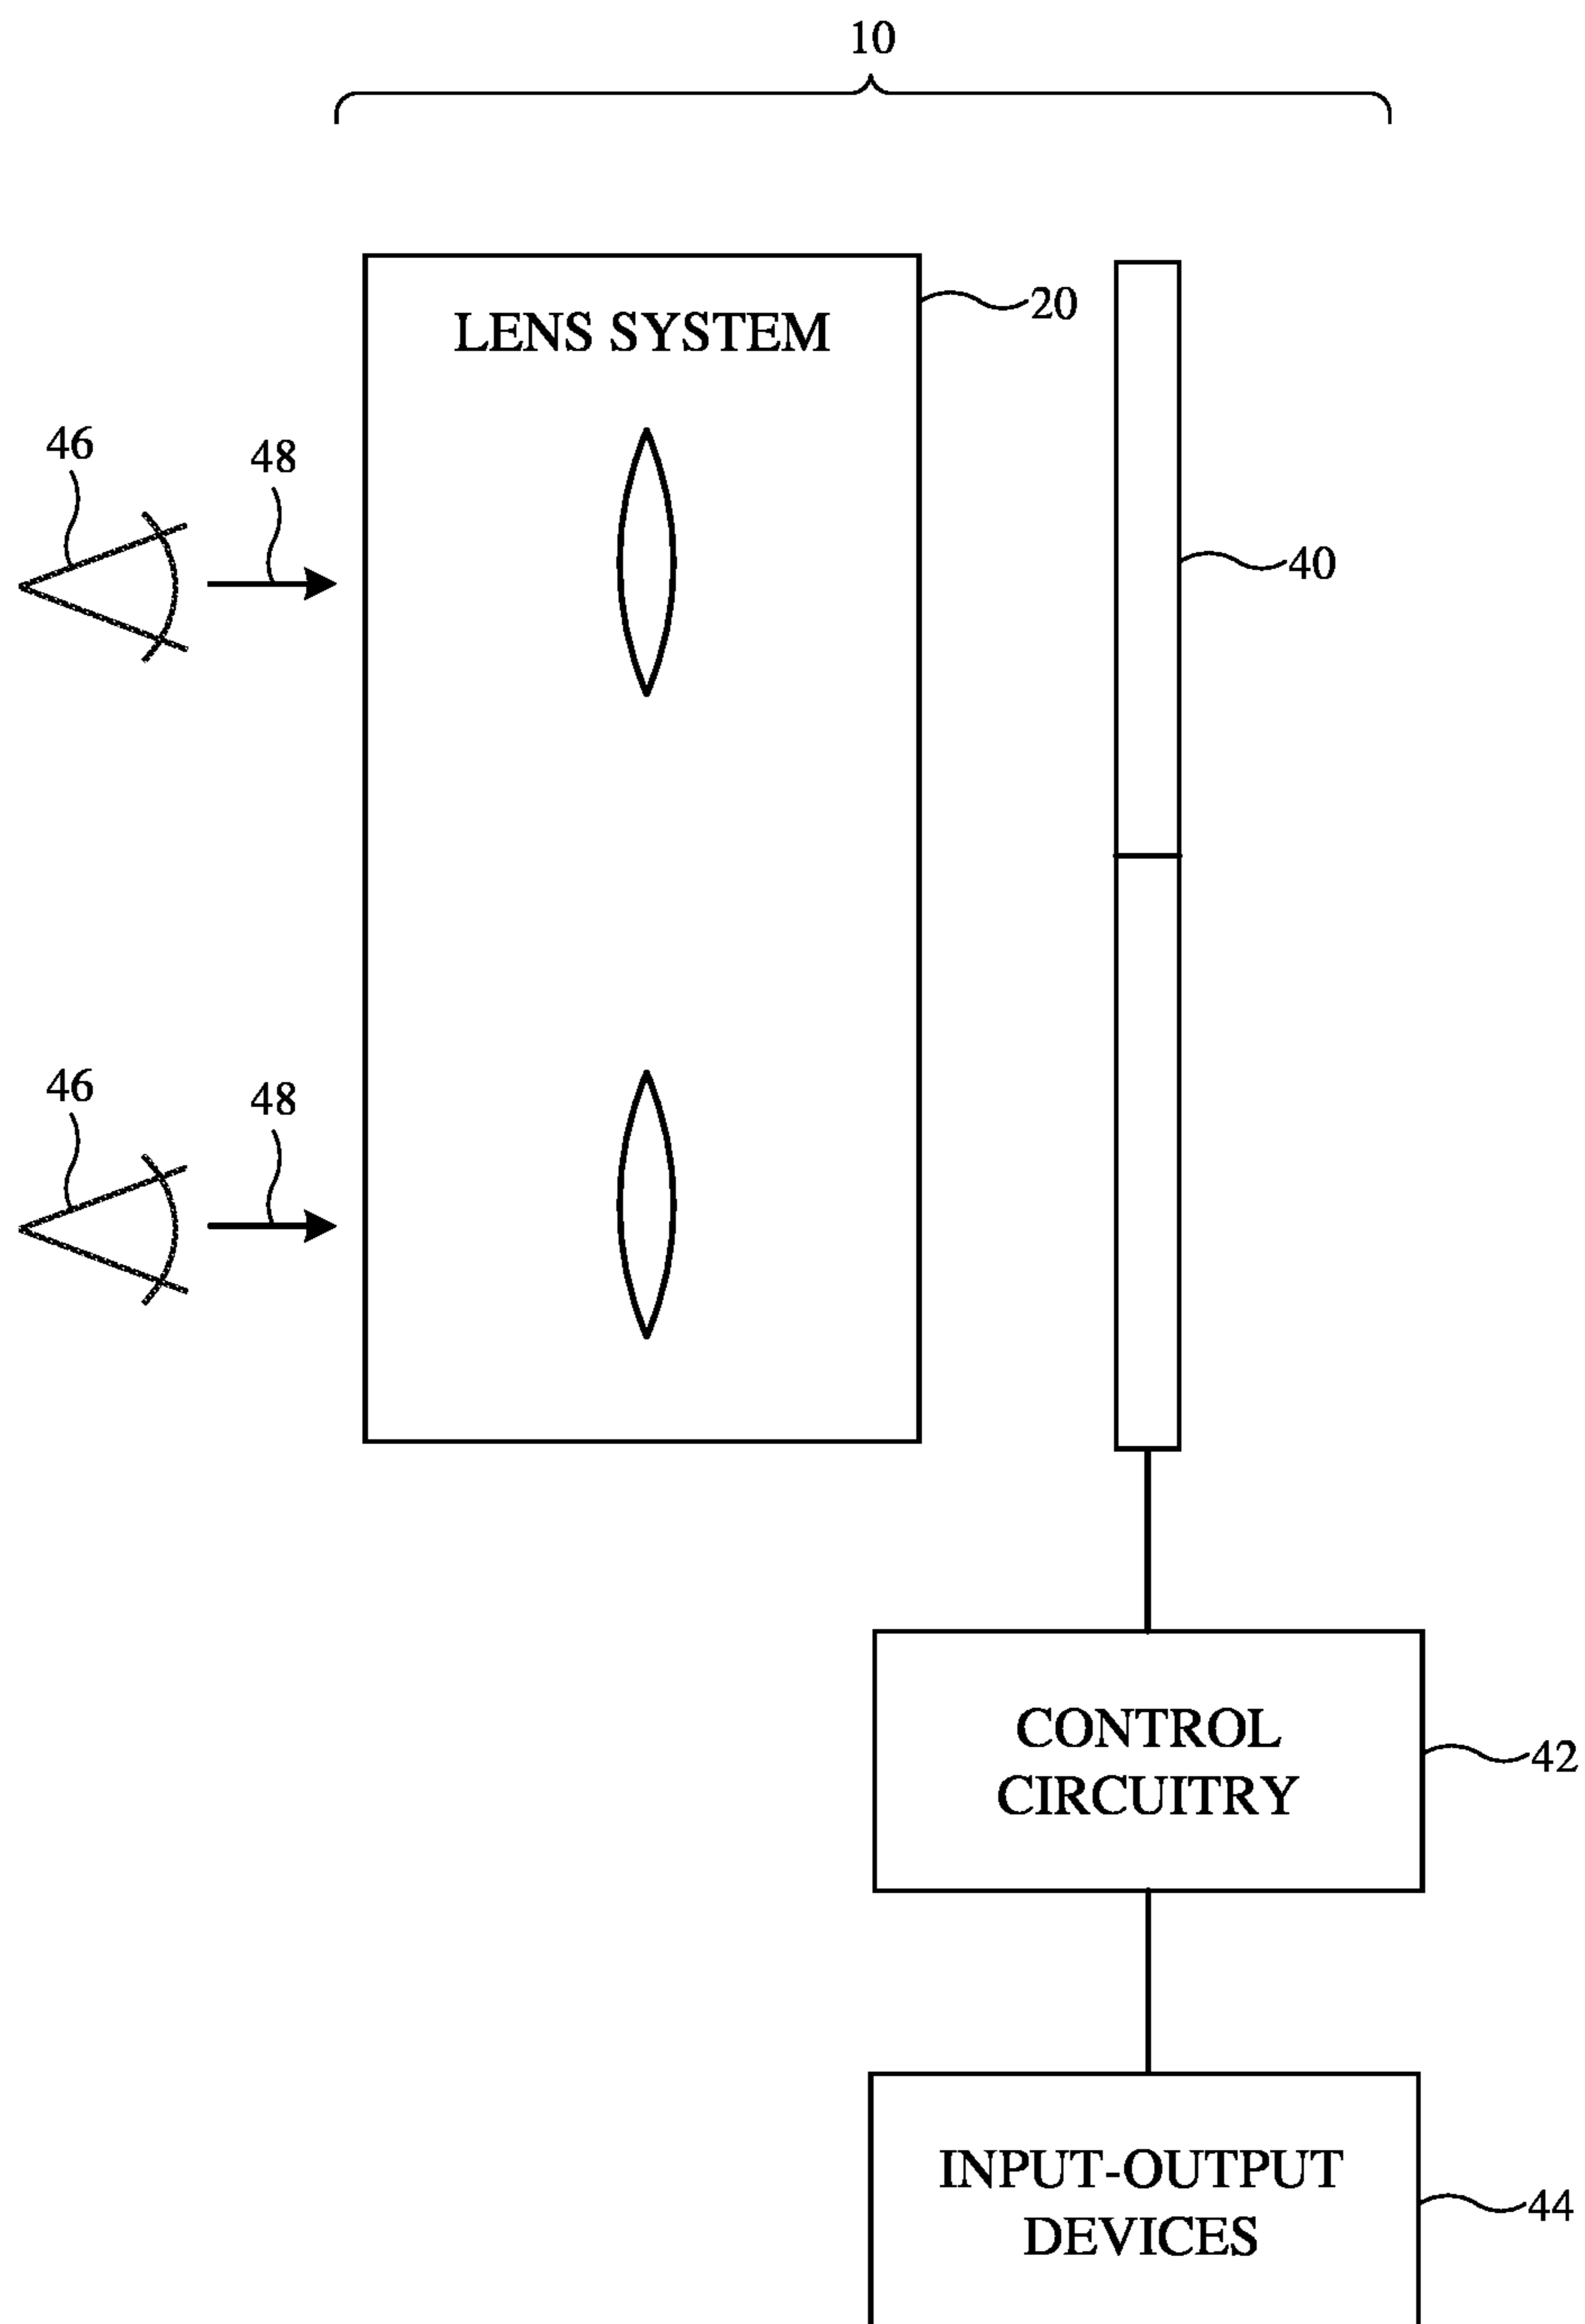 10
LENS SYSTEM
20
46
48
40
46
48
CONTROL
CIRCUITRY
42
INPUT-OUTPUT
DEVICES
44